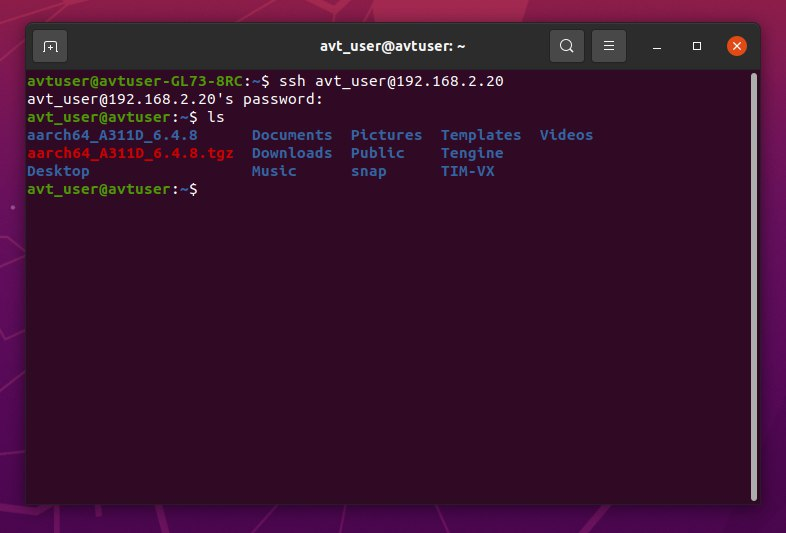 avt_user@avtuser: ~
avtuser@avtuser-GL73-8RC:~$ ssh avt_user@192.168.2.20
avt_user@192.168.2.20's password:
avt_user@avtuser:~$ ls
aarch64_A311D_6.4.8      Documents  Pictures  Templates  Videos
aarch64_A311D_6.4.8.tgz  Downloads  Public    Tengine
Desktop                  Music      snap      TIM-VX
avt_user@avtuser:~$